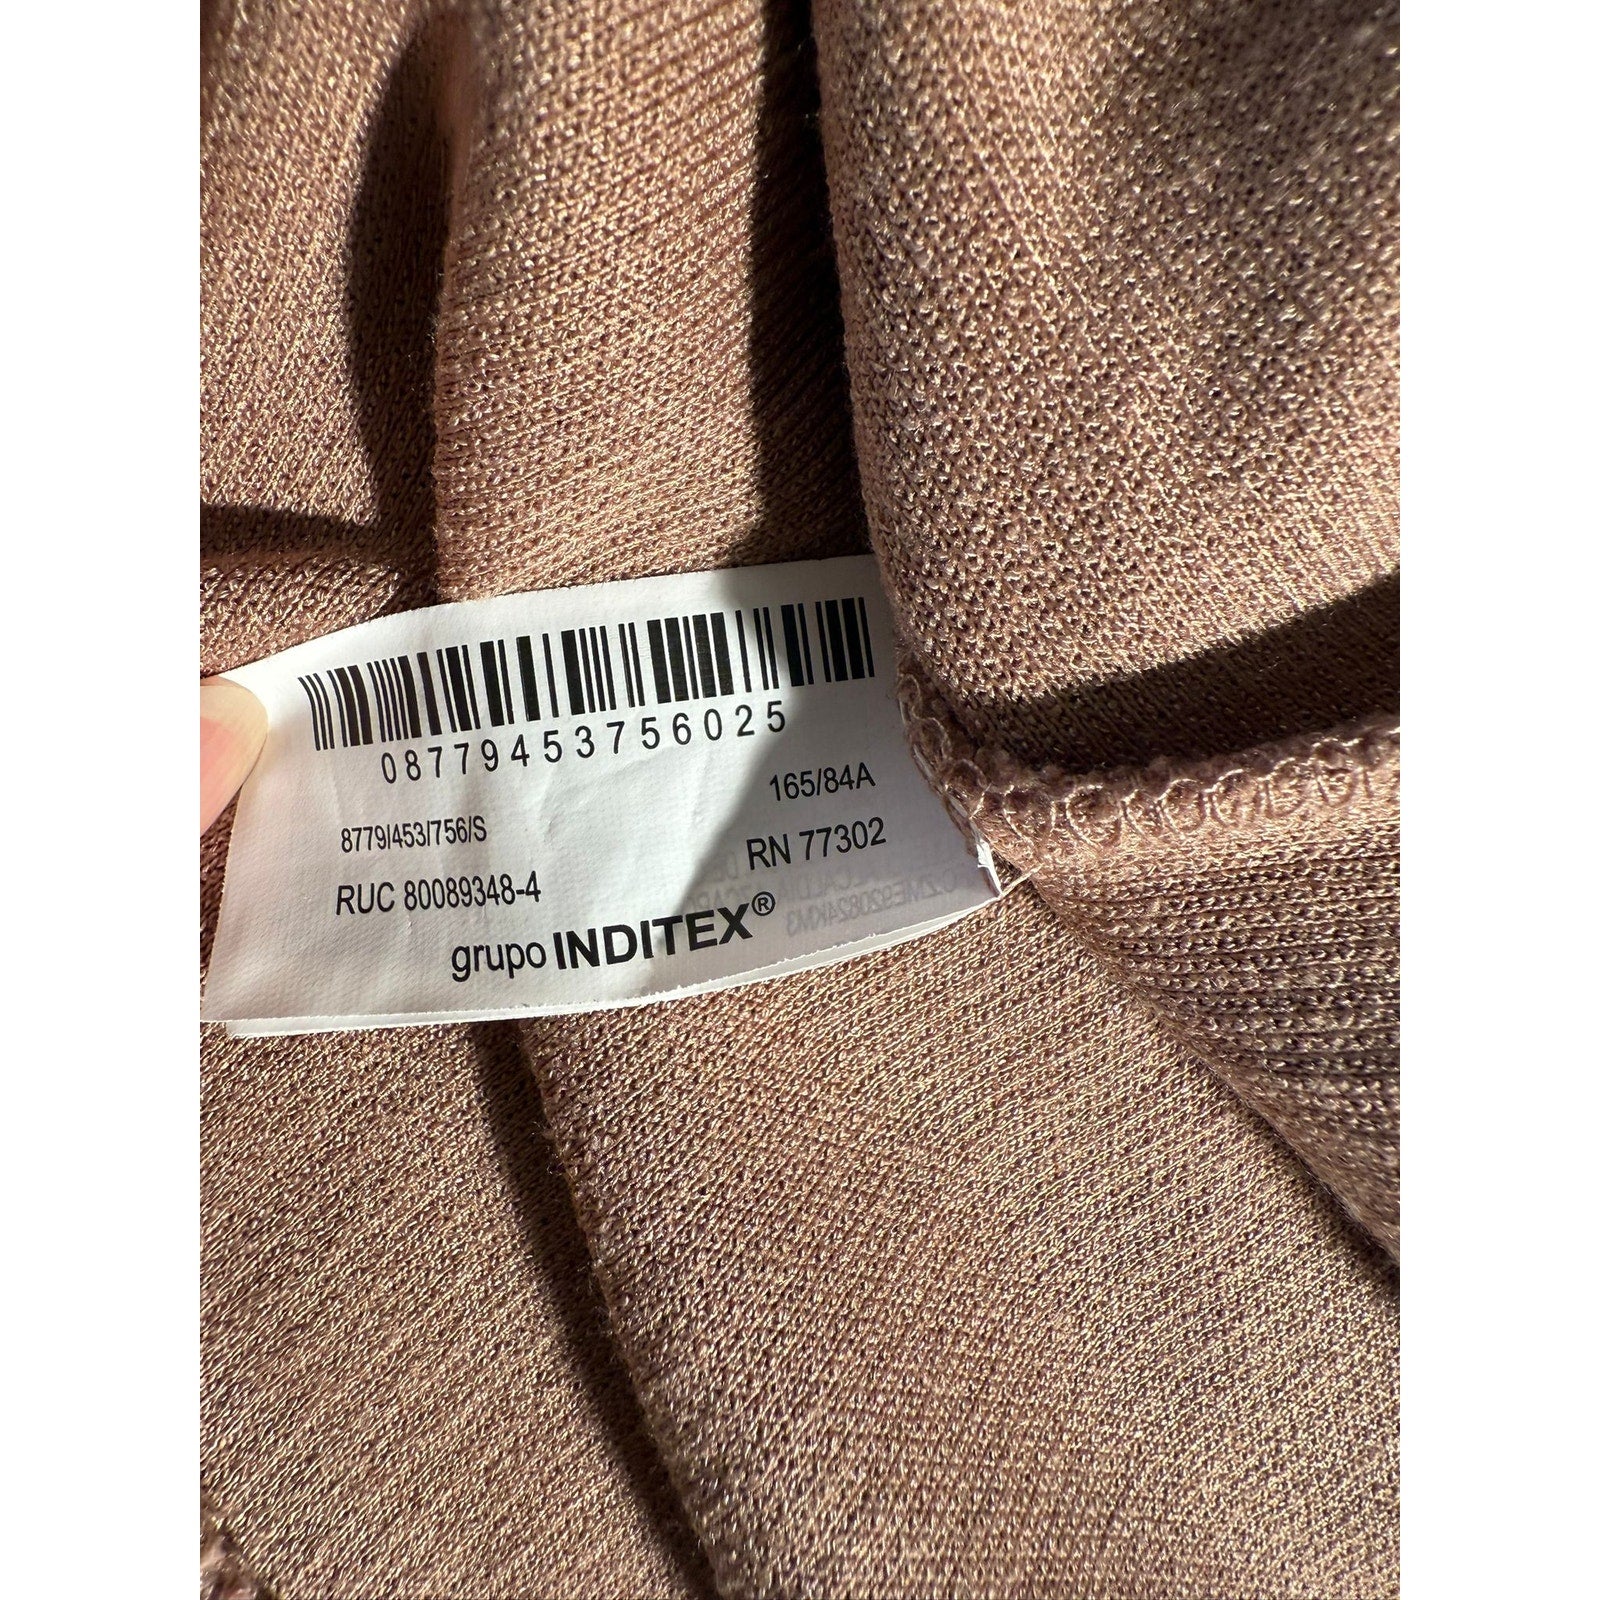 08779453756025
165/84A
8779/453/756/S
RN 77302
RUC 80089348-4
grupo INDITEX®